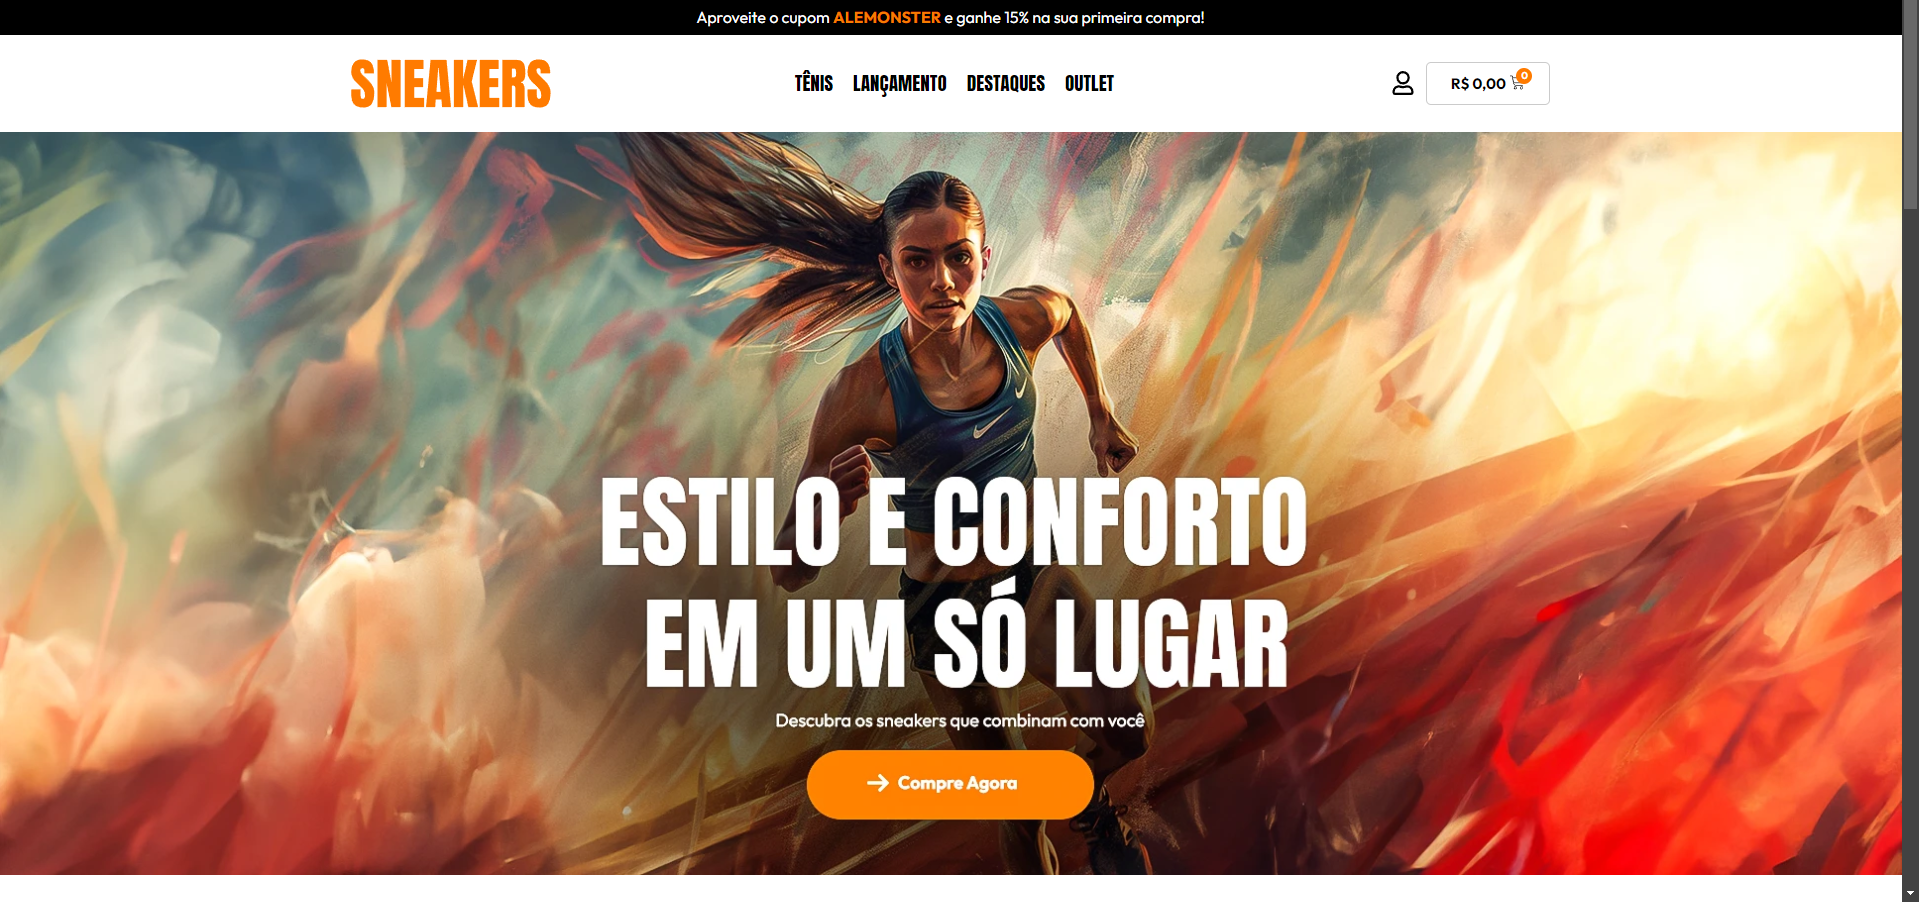 Aproveite o cupom ALEMONSTER e ganhe 15% na sua primeira compra!
SNEAKERS
TÊNIS LANÇAMENTO DESTAQUES OUTLET
R$ 0,00 0
ESTILO E CONFORTO
EM UM SÓ LUGAR
Descubra os sneakers que combinam com você
Compre Agora